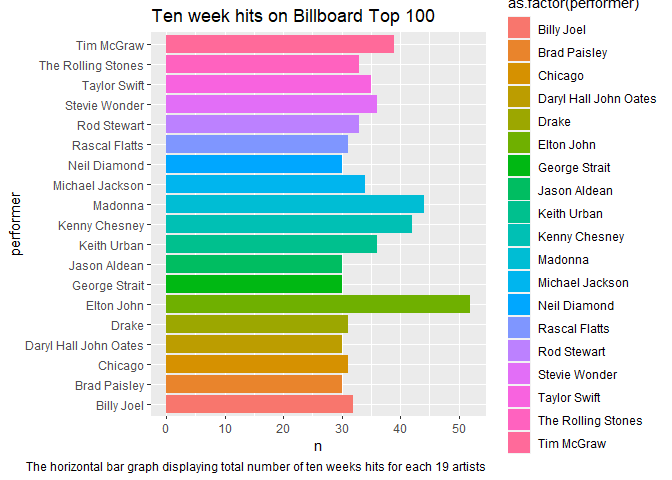 Ten week hits on Billboard Top 100
performer
Tim McGraw
The Rolling Stones
Taylor Swift
Stevie Wonder
Rod Stewart
Rascal Flatts
Neil Diamond
Michael Jackson
Madonna
Kenny Chesney
Keith Urban
Jason Aldean
George Strait
Elton John
Drake
Daryl Hall John Oates
Chicago
Brad Paisley
Billy Joel
0 10 20 30 40 50
n
The horizontal bar graph displaying total number of ten weeks hits for each 19 artists
as.factor(performer)
Billy Joel
Brad Paisley
Chicago
Daryl Hall John Oates
Drake
Elton John
George Strait
Jason Aldean
Keith Urban
Kenny Chesney
Madonna
Michael Jackson
Neil Diamond
Rascal Flatts
Rod Stewart
Stevie Wonder
Taylor Swift
The Rolling Stones
Tim McGraw